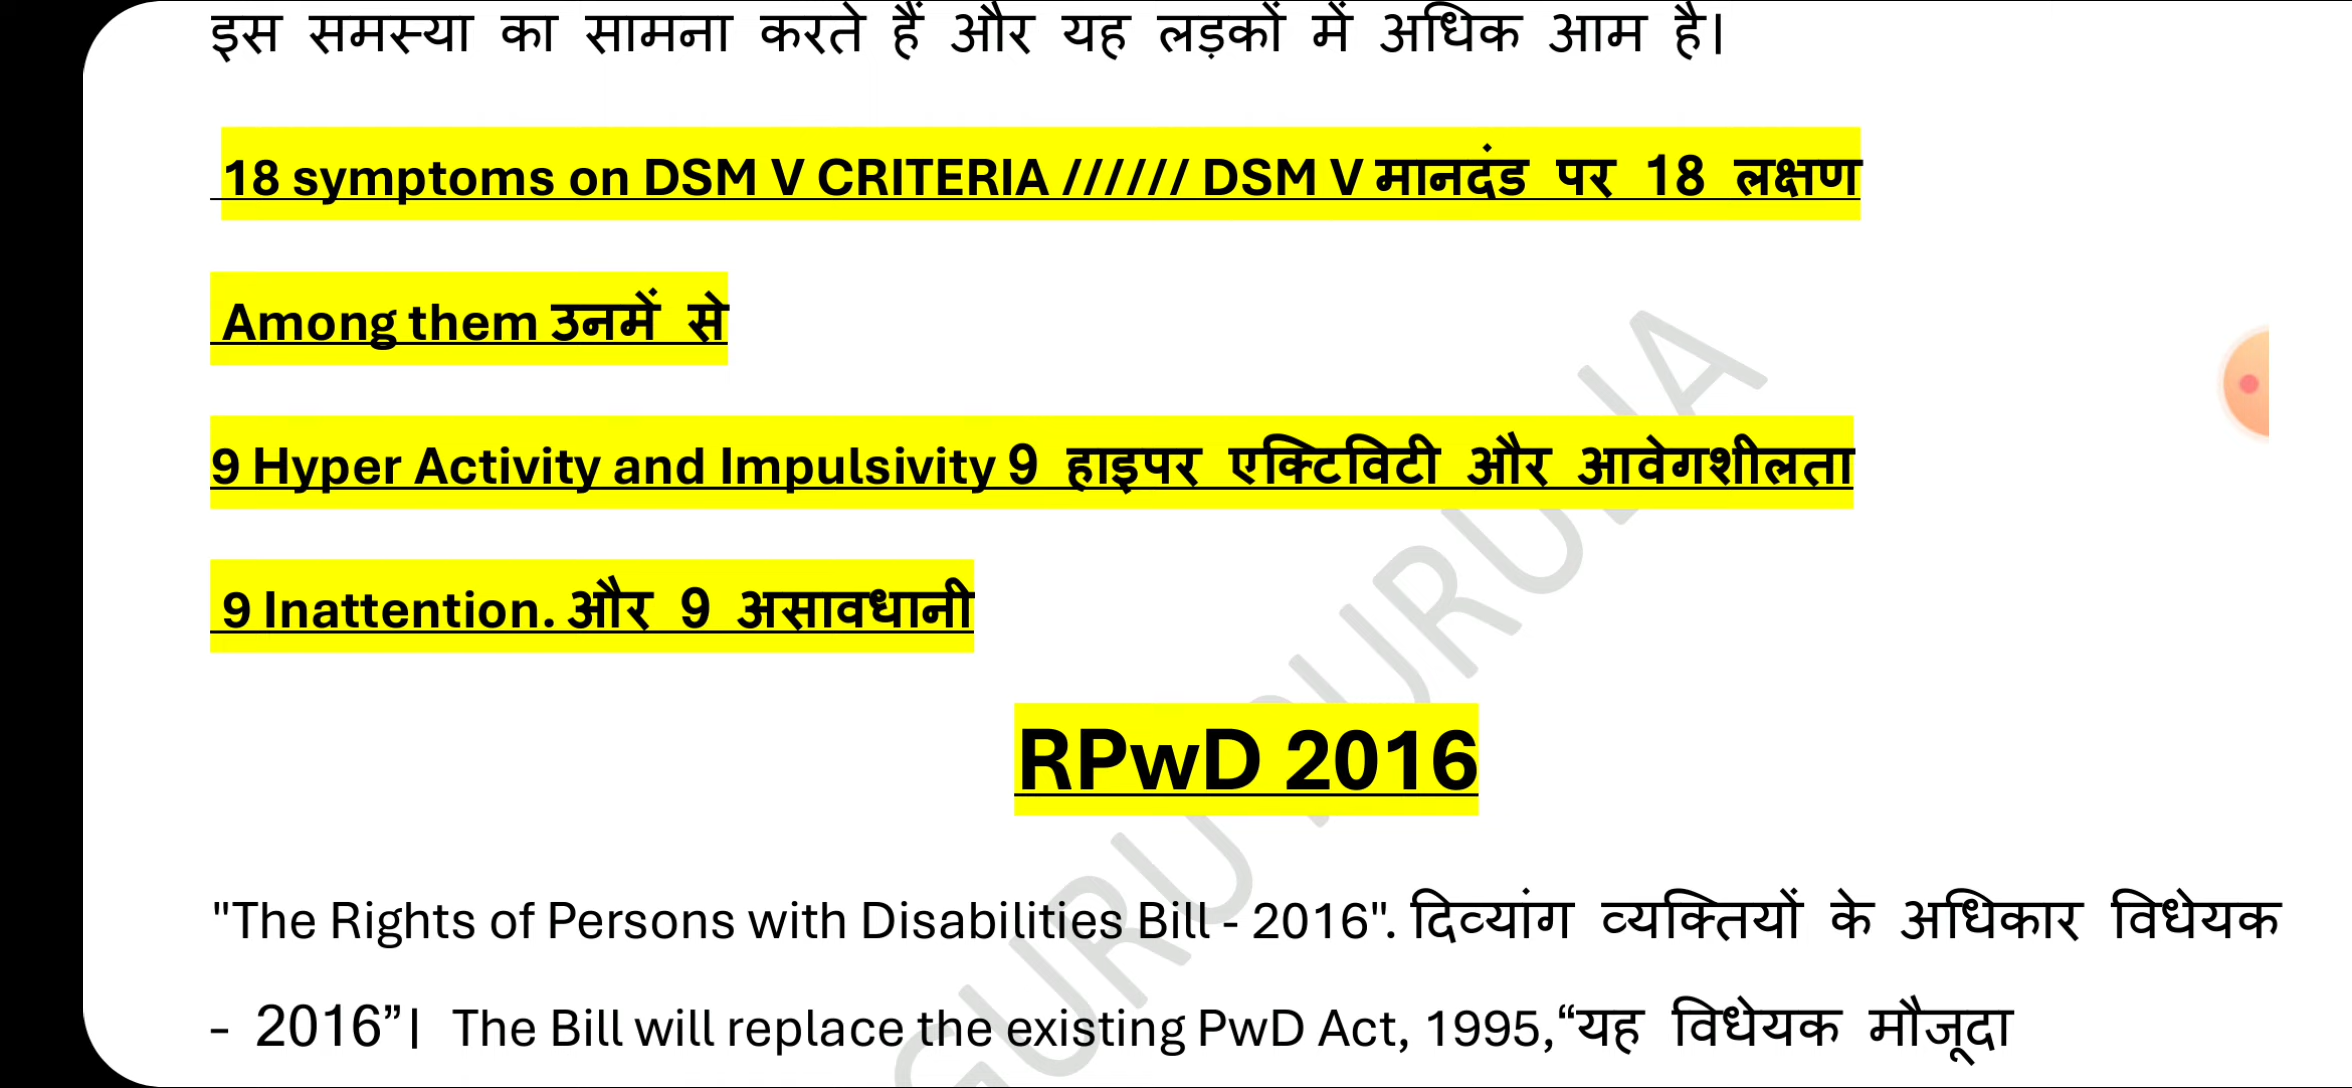 इस समस्या का सामना करते हैं और यह लड़कों में अधिक आम है।
18 symptoms on DSM V CRITERIA ////// DSM V मानदंड पर 18 लक्षण
Among them उनमें से
9 Hyper Activity and Impulsivity 9 हाइपर एक्टिविटी और आवेगशीलता
9 Inattention. और 9 असावधानी
RPwD 2016
"The Rights of Persons with Disabilities Bill - 2016". दिव्यांग व्यक्तियों के अधिकार विधेयक
- 2016”| The Bill will replace the existing PwD Act, 1995,“यह विधेयक मौजूदा